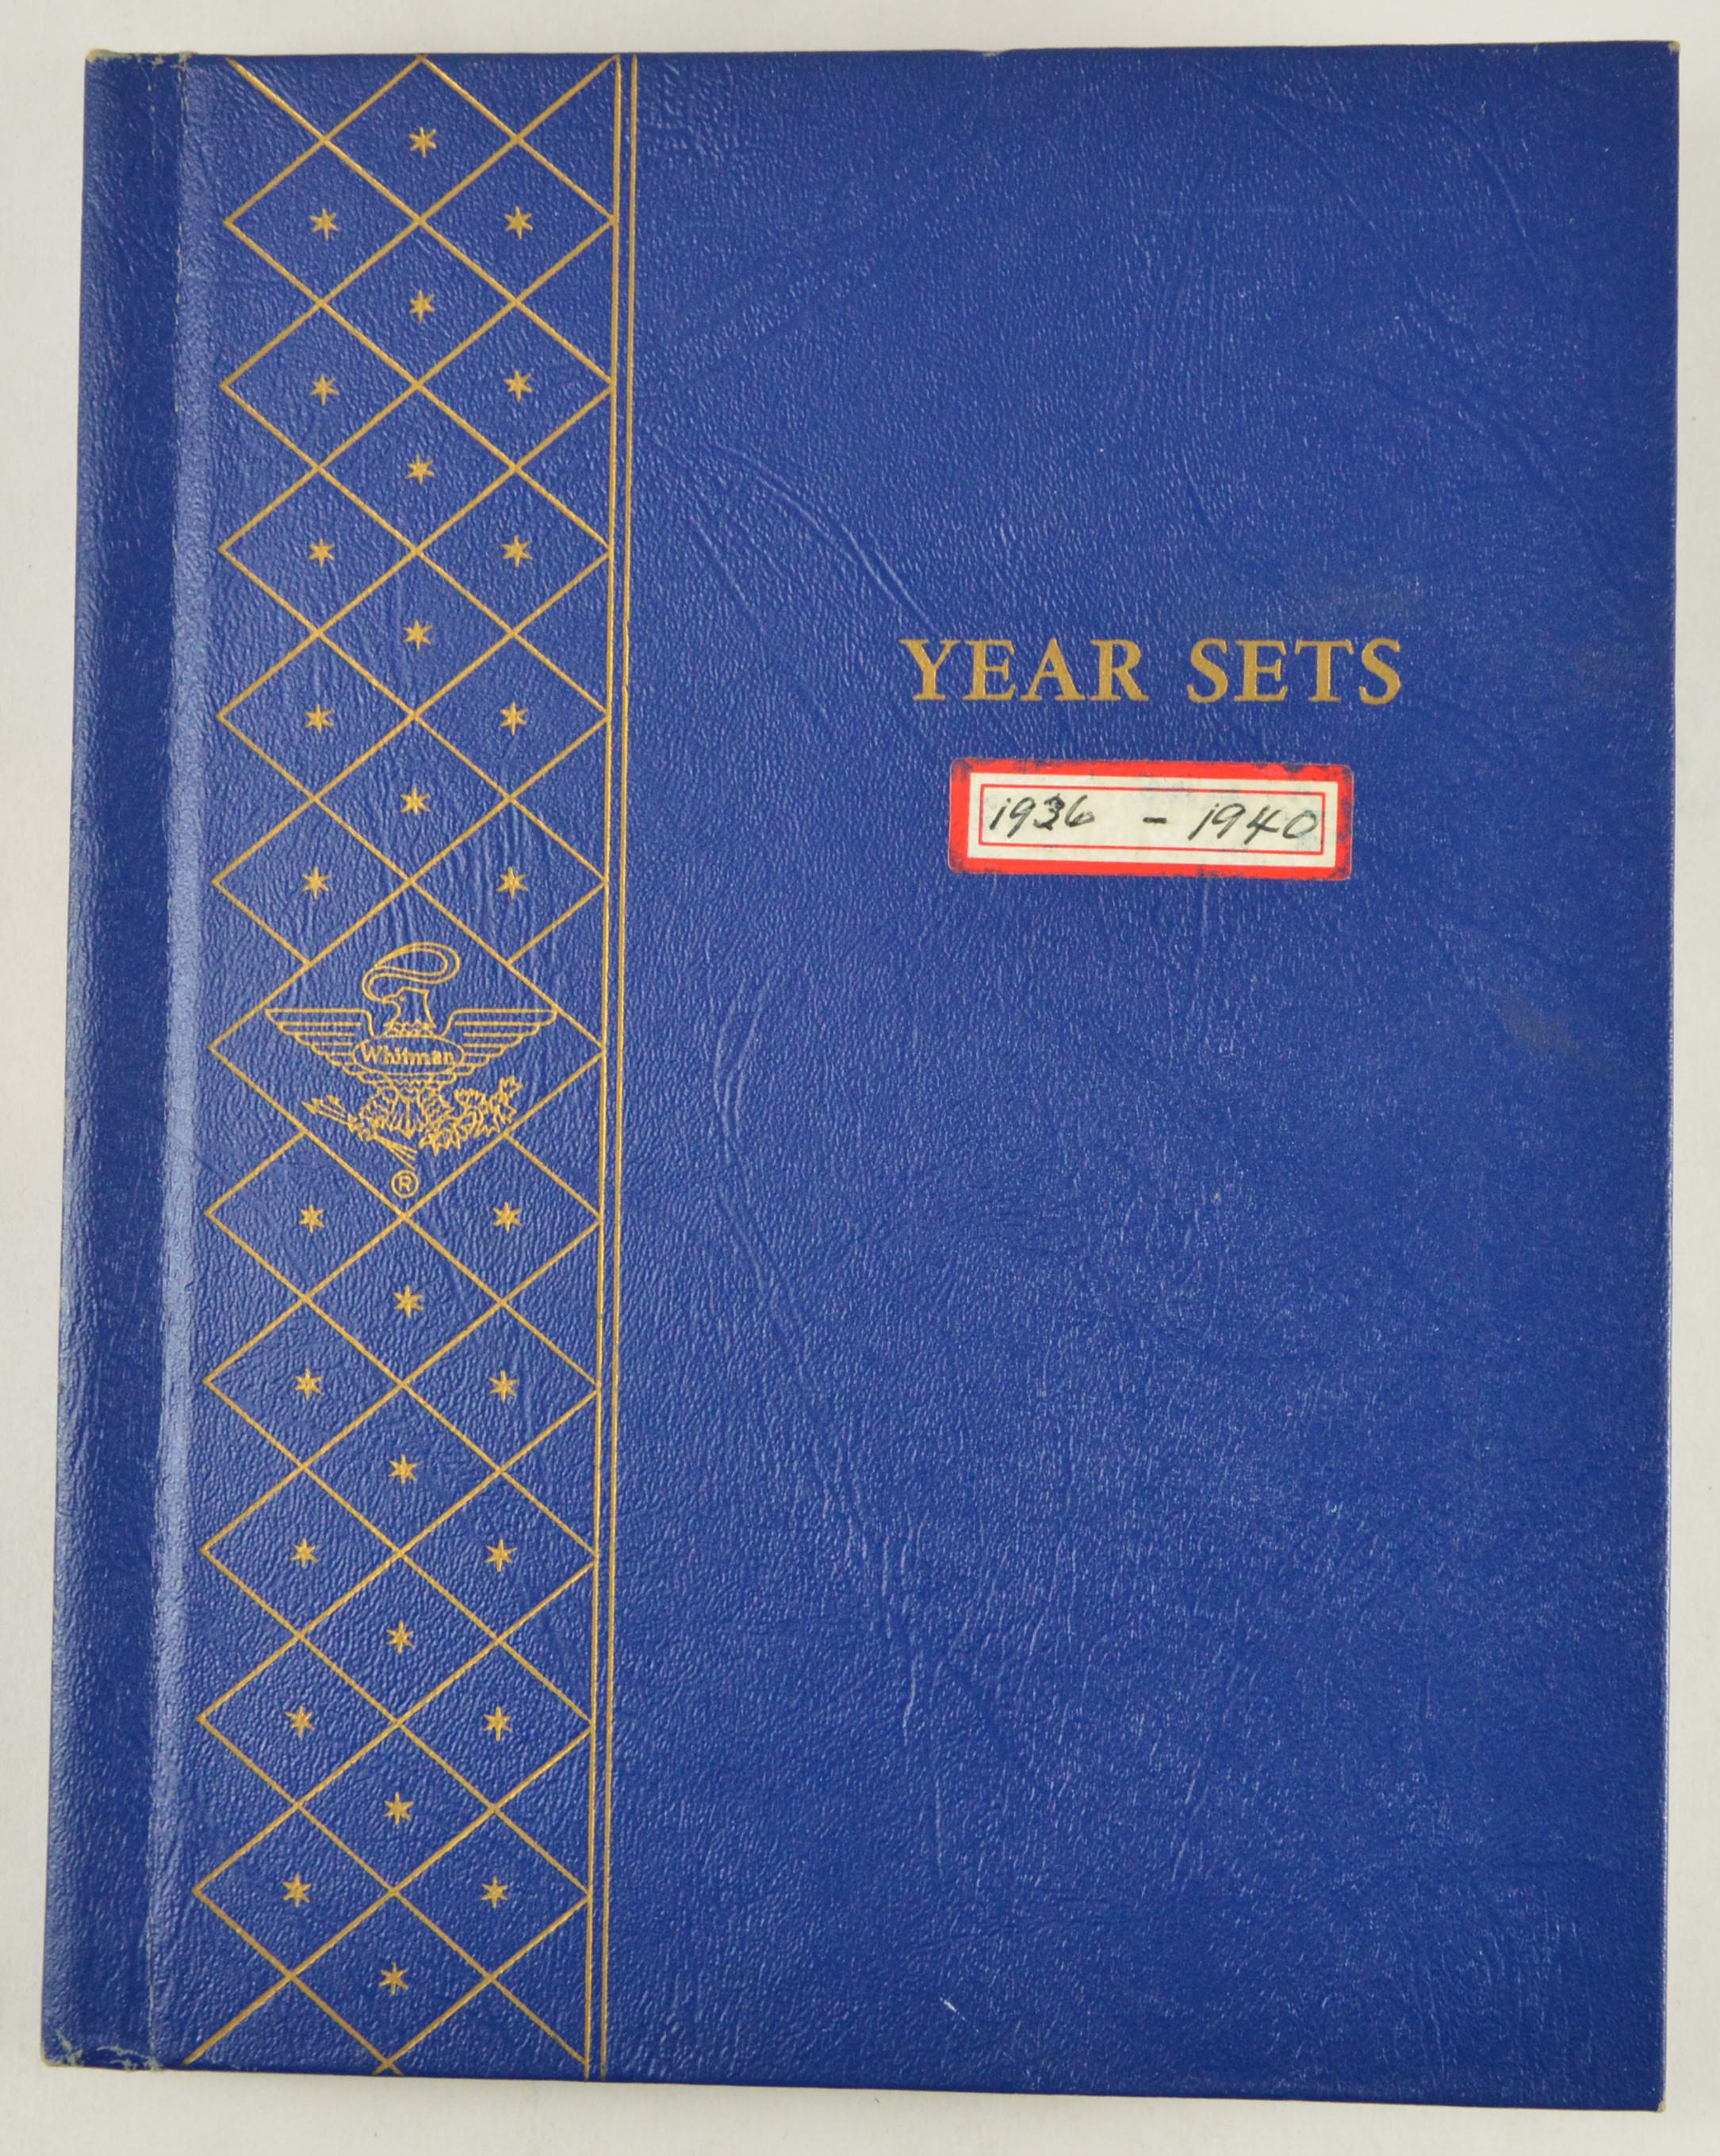 YEAR SETS
1936 - 1940
Whitman
®